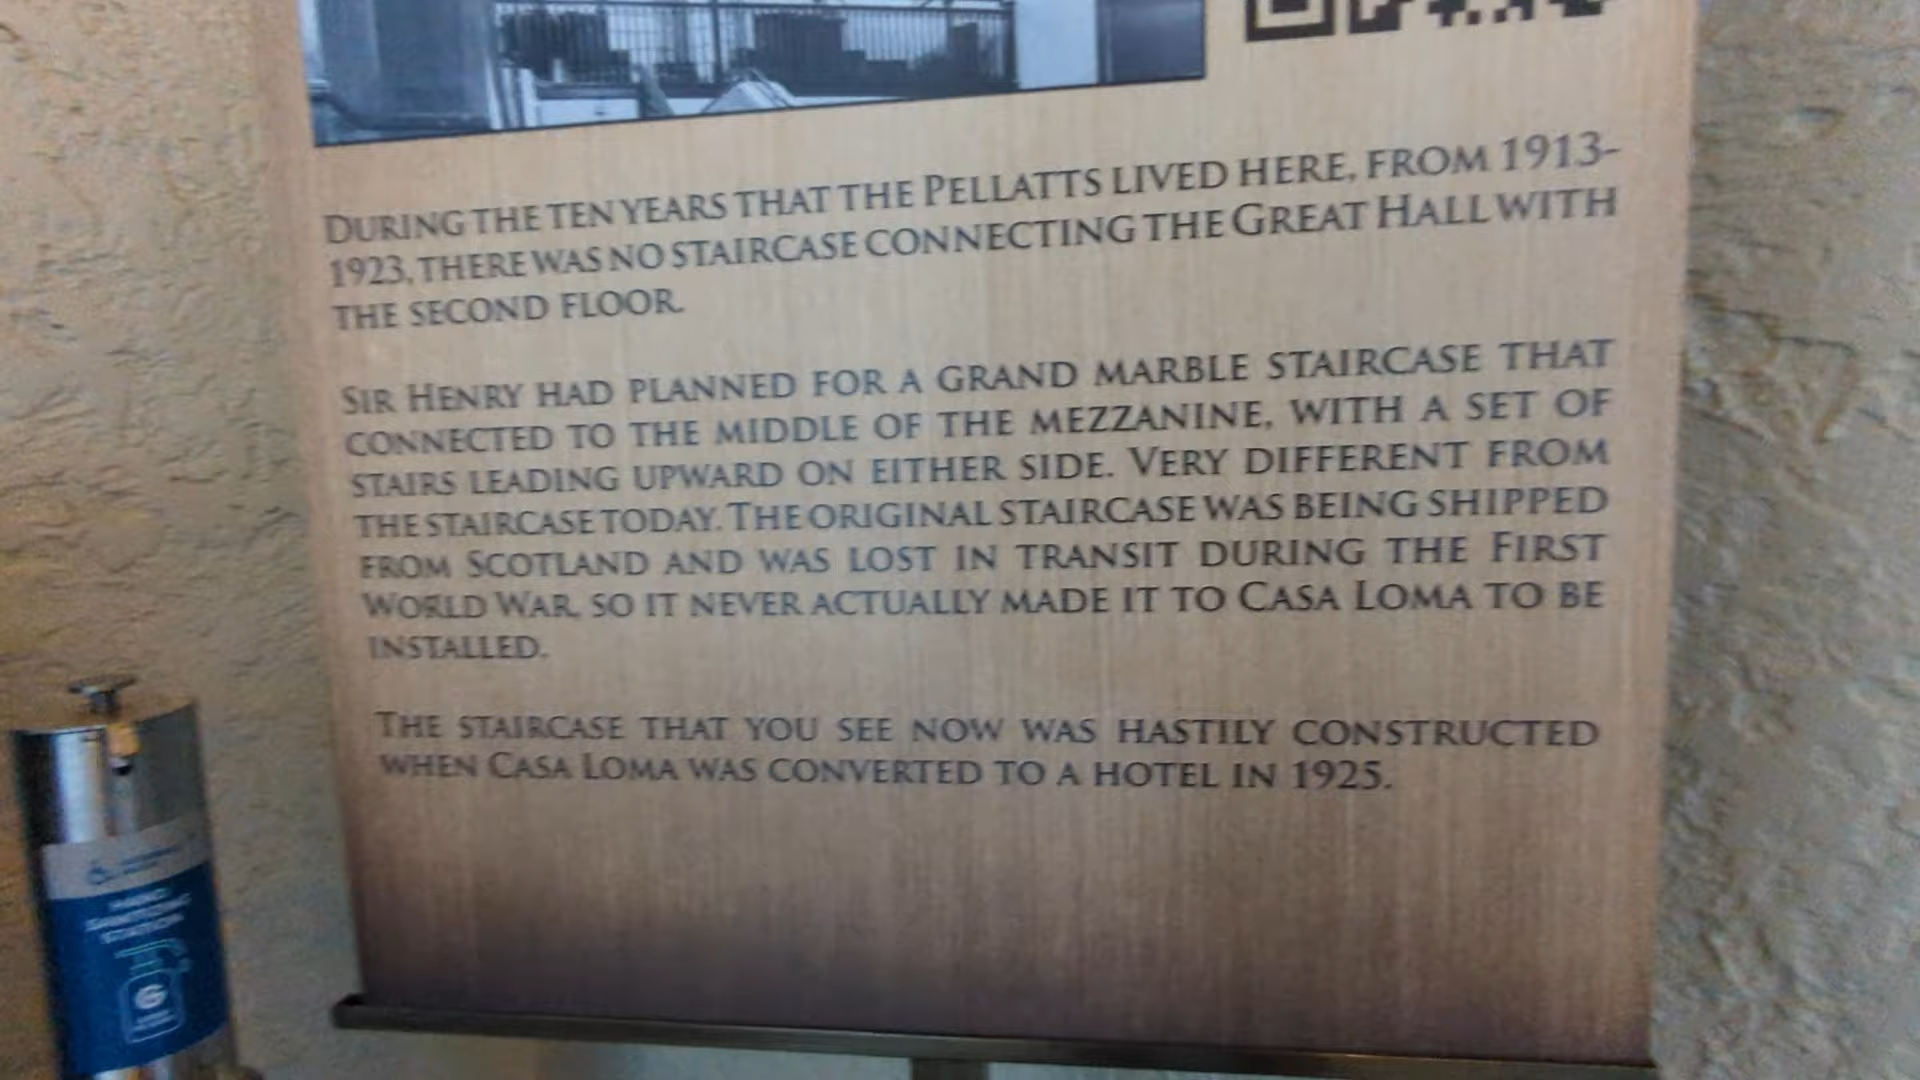 DURING THE TEN YEARS THAT THE PELLATTS LIVED HERE, FROM 1913-
1923, THERE WAS NO STAIRCASE CONNECTING THE GREAT HALL WITH
THE SECOND FLOOR.
SIR HENRY HAD PLANNED FOR A GRAND MARBLE STAIRCASE THAT
CONNECTED TO THE MIDDLE OF THE MEZZANINE, WITH A SET OF
STAIRS LEADING UPWARD ON EITHER SIDE. VERY DIFFERENT FROM
THE STAIRCASE TODAY. THE ORIGINAL STAIRCASE WAS BEING SHIPPED
FROM SCOTLAND AND WAS LOST IN TRANSIT DURING THE FIRST
WORLD WAR, SO IT NEVER ACTUALLY MADE IT TO CASA LOMA TO BE
INSTALLED.
THE STAIRCASE THAT YOU SEE NOW WAS HASTILY CONSTRUCTED
WHEN CASA LOMA WAS CONVERTED TO A HOTEL IN 1925.
HAND
SANITIZING
STATION